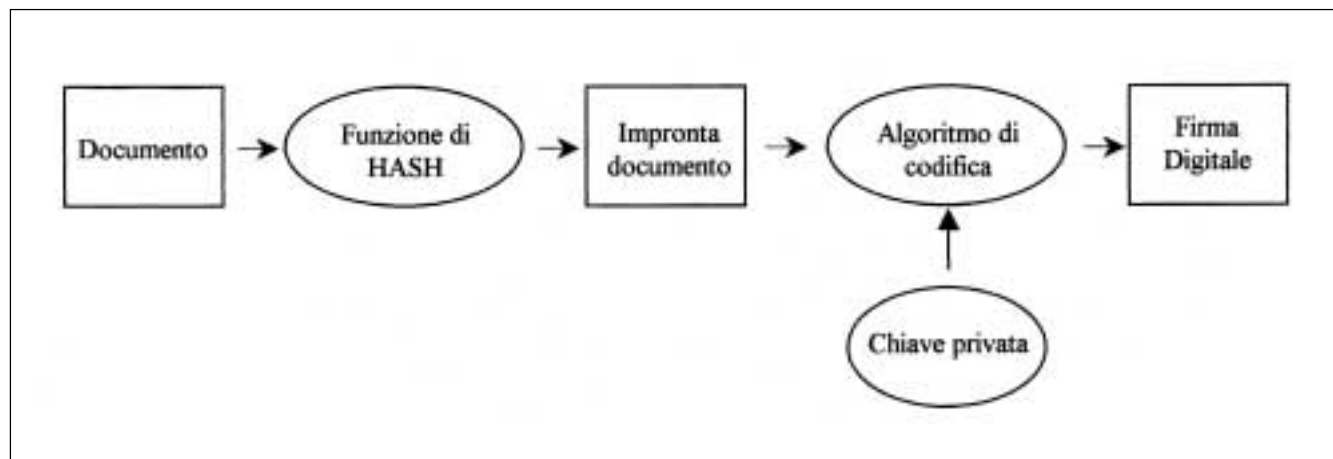 Documento
Funzione di
HASH
Impronta
documento
Algoritmo di
codifica
Firma
Digitale
Chiave privata